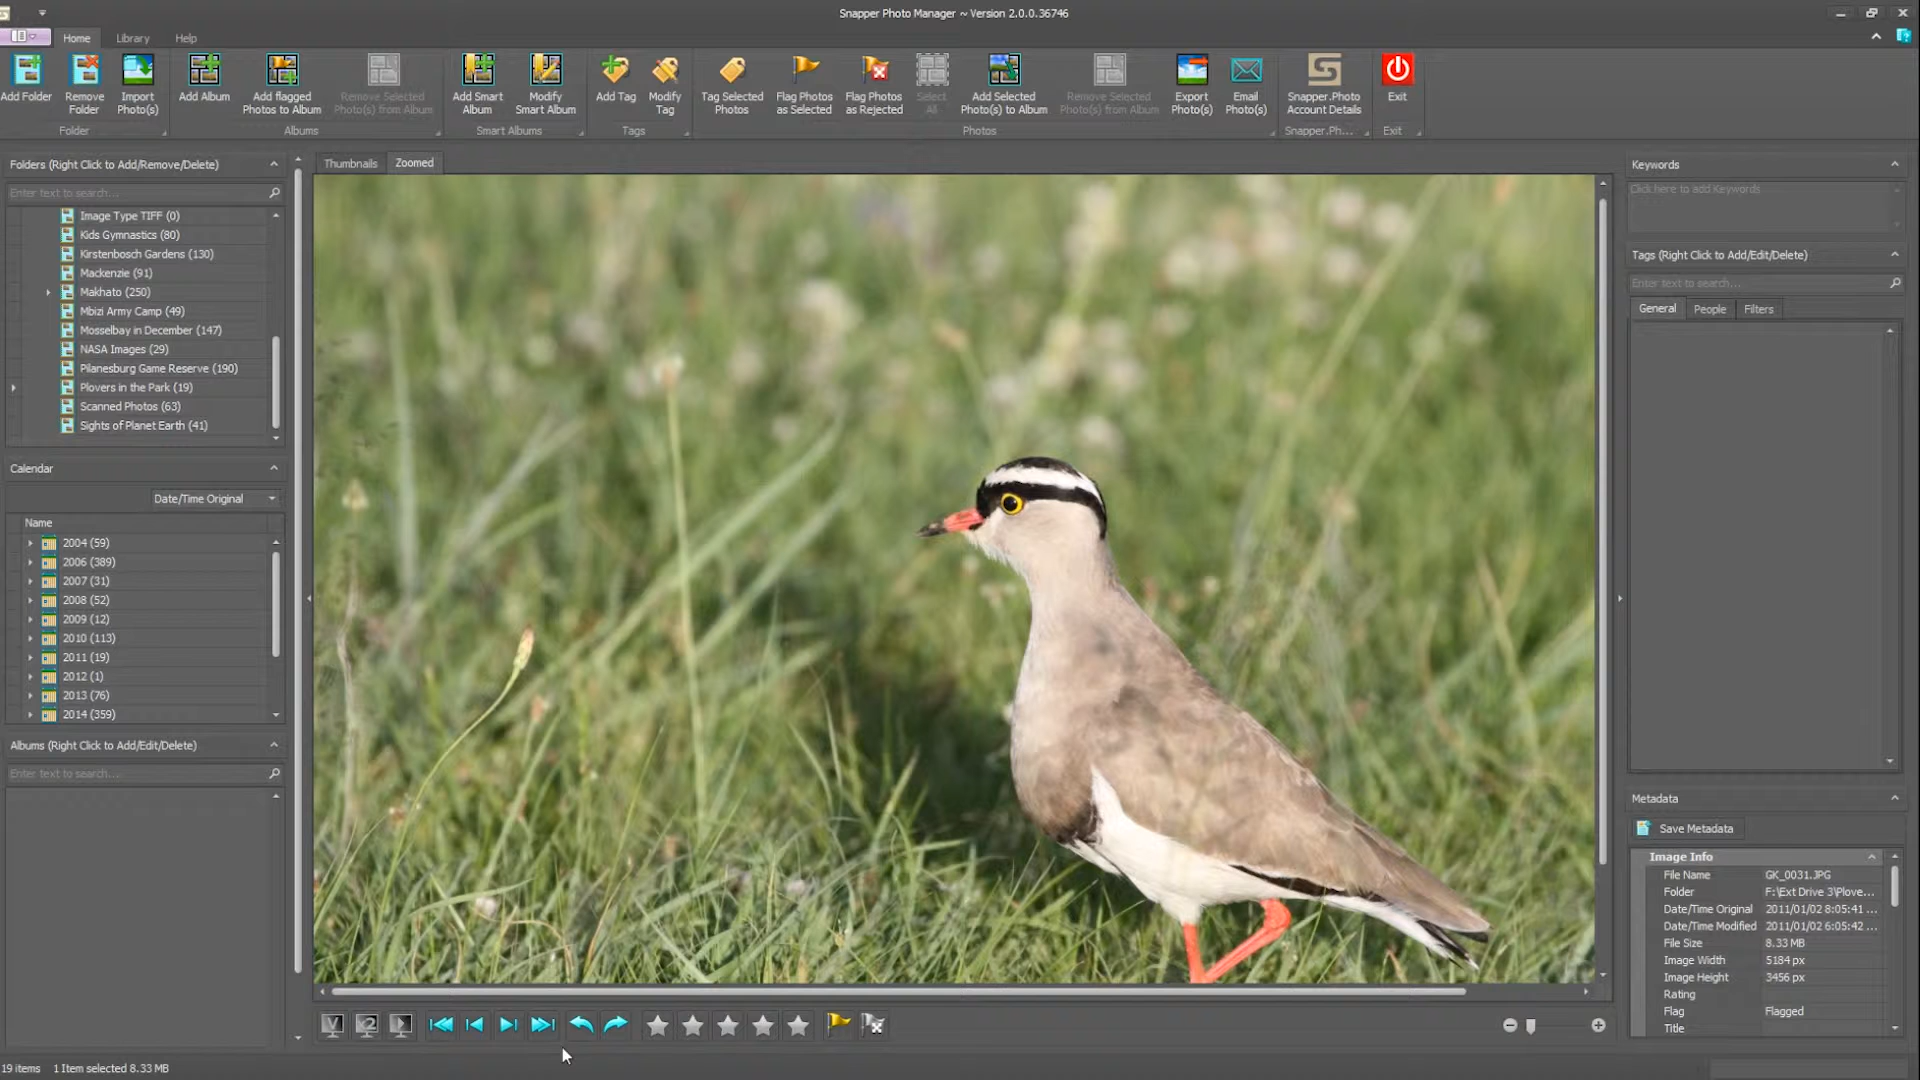 Snapper Photo Manager ~ Version 2.0.0.36746
Home
Library
Help
Add Folder
Remove Folder
Import Photo(s)
Folder
Add Album
Add flagged Photos to Album
Remove Selected Photo(s) from Album
Albums
Add Smart Album
Modify Smart Album
Smart Albums
Add Tag
Modify Tag
Tags
Tag Selected Photos
Flag Photos as Selected
Flag Photos as Rejected
Select All
Add Selected Photo(s) to Album
Remove Selected Photo(s) from Album
Export Photo(s)
Email Photo(s)
Photos
Snapper.Photo Account Details
Snapper.Ph...
Exit
Exit
Folders (Right Click to Add/Remove/Delete)
Enter text to search...
Image Type TIFF (0)
Kids Gymnastics (80)
Kirstenbosch Gardens (130)
Mackenzie (91)
Makhato (250)
Mbizi Army Camp (49)
Mosselbay in December (147)
NASA Images (29)
Pilanesburg Game Reserve (190)
Plovers in the Park (19)
Scanned Photos (63)
Sights of Planet Earth (41)
Calendar
Date/Time Original
Name
2004 (59)
2006 (389)
2007 (31)
2008 (52)
2009 (12)
2010 (113)
2011 (19)
2012 (1)
2013 (76)
2014 (359)
Albums (Right Click to Add/Edit/Delete)
Enter text to search...
Thumbnails
Zoomed
V
k2
Keywords
Click here to add Keywords
Tags (Right Click to Add/Edit/Delete)
Enter text to search...
General
People
Filters
Metadata
Save Metadata
Image Info
File Name GK_0031.JPG
Folder F:\Ext Drive 3\Plove...
Date/Time Original 2011/01/02 8:05:41 ...
Date/Time Modified 2011/01/02 6:05:42 ...
File Size 8.33 MB
Image Width 5184 px
Image Height 3456 px
Rating
Flag Flagged
Title
19 items 1 Item selected 8.33 MB